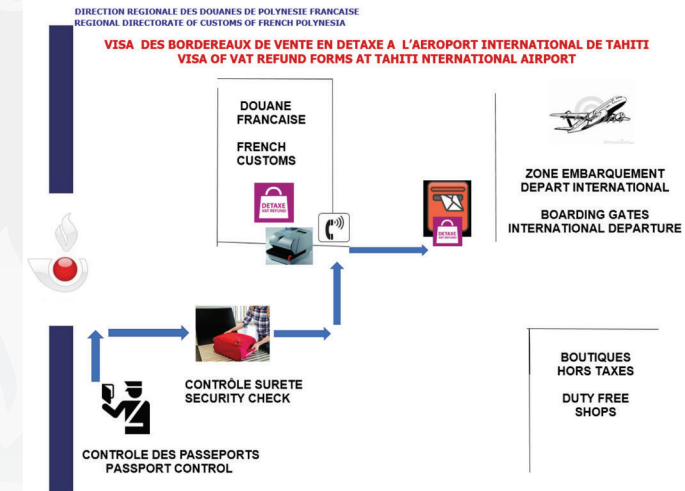 DIRECTION REGIONALE DES DOUANES DE POLYNESIE FRANCAISE
REGIONAL DIRECTORATE OF CUSTOMS OF FRENCH POLYNESIA
VISA DES BORDEREAUX DE VENTE EN DETAXE A L'AEROPORT INTERNATIONAL DE TAHITI
VISA OF VAT REFUND FORMS AT TAHITI NTERNATIONAL AIRPORT
DOUANE
FRANCAISE
FRENCH
CUSTOMS
DETAXE
VAT REFUND
DETAXE
VAT REFUND
ZONE EMBARQUEMENT
DEPART INTERNATIONAL
BOARDING GATES
INTERNATIONAL DEPARTURE
CONTRÔLE SURETE
SECURITY CHECK
BOUTIQUES
HORS TAXES
DUTY FREE
SHOPS
CONTROLE DES PASSEPORTS
PASSPORT CONTROL